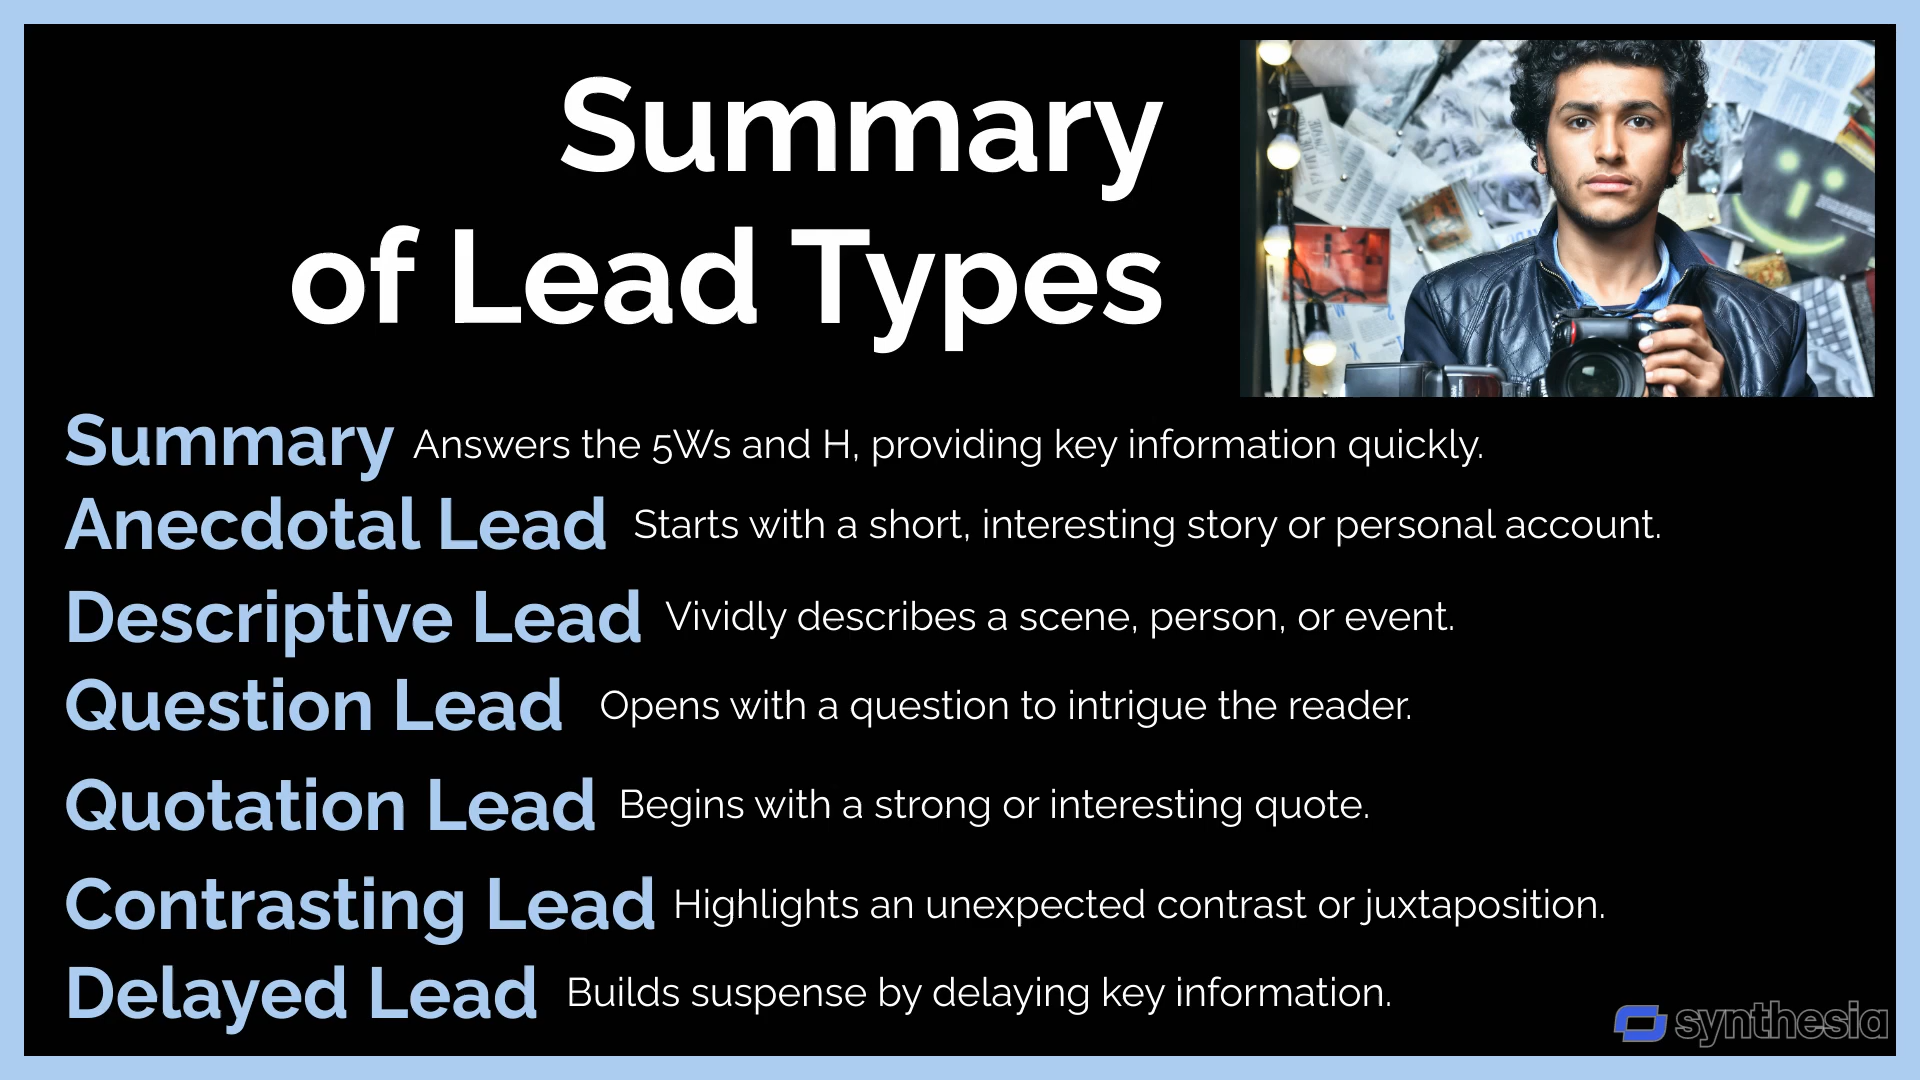 Summary
of Lead Types
Summary Answers the 5Ws and H, providing key information quickly.
Anecdotal Lead Starts with a short, interesting story or personal account.
Descriptive Lead Vividly describes a scene, person, or event.
Question Lead Opens with a question to intrigue the reader.
Quotation Lead Begins with a strong or interesting quote.
Contrasting Lead Highlights an unexpected contrast or juxtaposition.
Delayed Lead Builds suspense by delaying key information.
synthesia